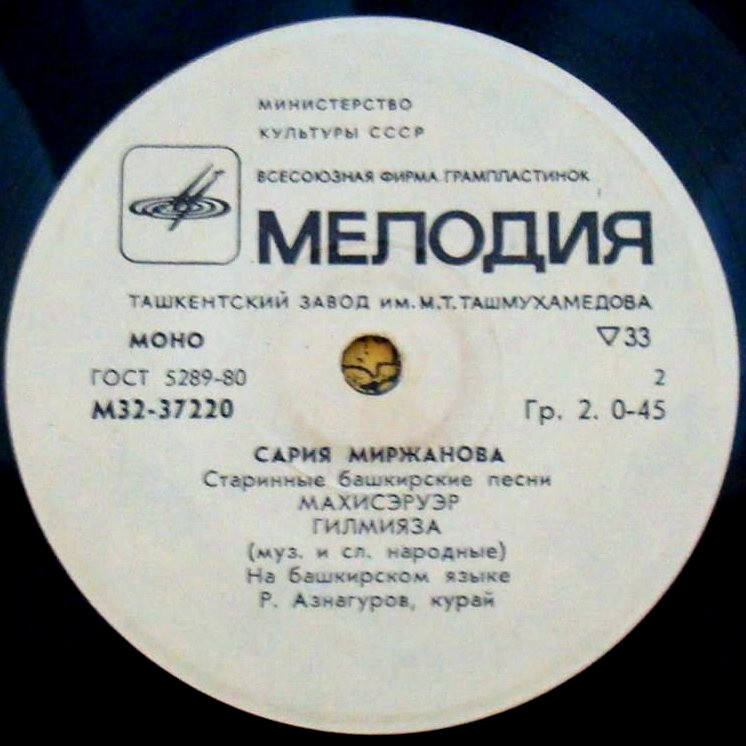 МИНИСТЕРСТВО
КУЛЬТУРЫ СССР
ВСЕСОЮЗНАЯ ФИРМА ГРАМПЛАСТИНОК
МЕЛОДИЯ
ТАШКЕНТСКИЙ ЗАВОД им. М.Т. ТАШМУХАМЕДОВА
МОНО ▽33
ГОСТ 5289-80 2
М32-37220 Гр. 2. 0-45
САРИЯ МИРЖАНОВА
Старинные башкирские песни
МАХИСЭРУЭР
ГИЛМИЯЗА
(муз. и сл. народные)
На башкирском языке
Р. Азнагуров, курай